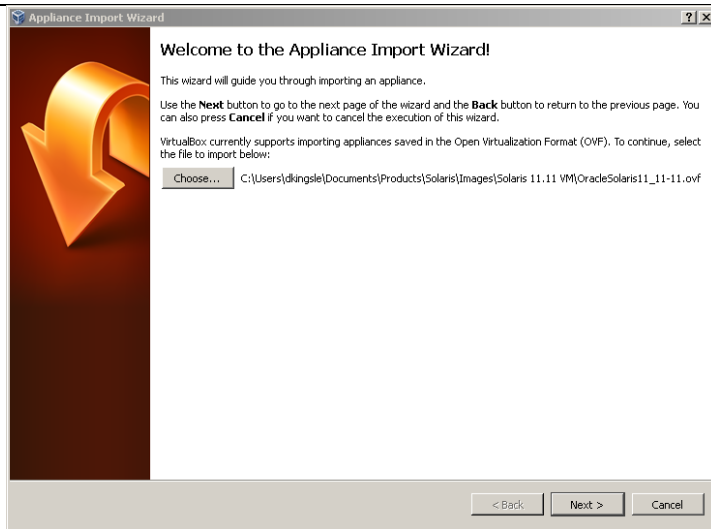 Appliance Import Wizard
Welcome to the Appliance Import Wizard!
This wizard will guide you through importing an appliance.
Use the Next button to go to the next page of the wizard and the Back button to return to the previous page. You
can also press Cancel if you want to cancel the execution of this wizard.
VirtualBox currently supports importing appliances saved in the Open Virtualization Format (OVF). To continue, select
the file to import below:
Choose... C:\Users\dkingsle\Documents\Products\Solaris\Images\Solaris 11.11 VM\OracleSolaris11_11-11.ovf
< Back Next > Cancel